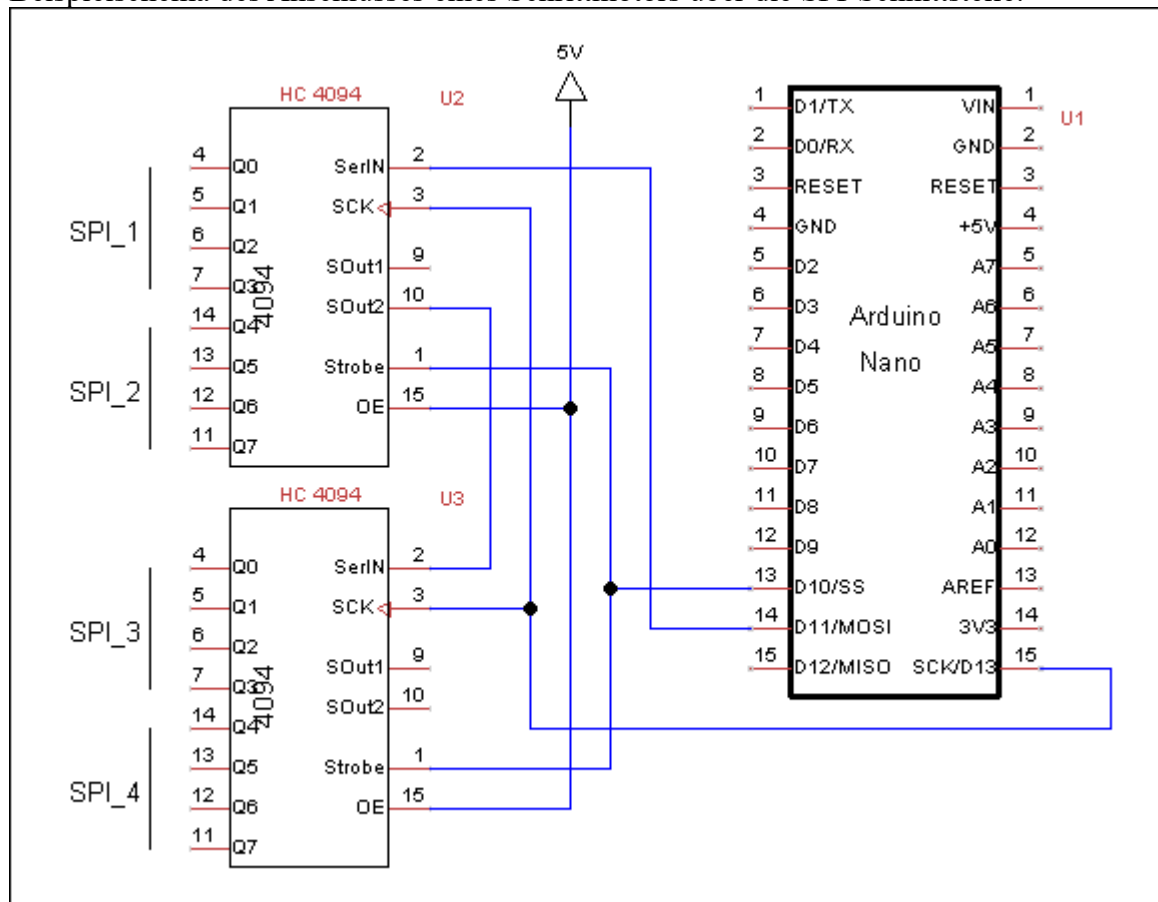 5V
HC 4094 U2
4 Q0 SerIN 2
5 Q1 SCK 3
6 Q2
SPI_1
7 Q3 SOut1 9
14 Q4 SOut2 10
4094
13 Q5 Strobe 1
12 Q6 OE 15
SPI_2
11 Q7
HC 4094 U3
4 Q0 SerIN 2
5 Q1 SCK 3
6 Q2
SPI_3
7 Q3 SOut1 9
14 Q4 SOut2 10
4094
13 Q5 Strobe 1
12 Q6 OE 15
SPI_4
11 Q7
U1
1 D1/TX VIN 1
2 D0/RX GND 2
3 RESET RESET 3
4 GND +5V 4
5 D2 A7 5
6 D3 A6 6
Arduino
7 D4 A5 7
Nano
8 D5 A4 8
9 D6 A3 9
10 D7 A2 10
11 D8 A1 11
12 D9 A0 12
13 D10/SS AREF 13
14 D11/MOSI 3V3 14
15 D12/MISO SCK/D13 15